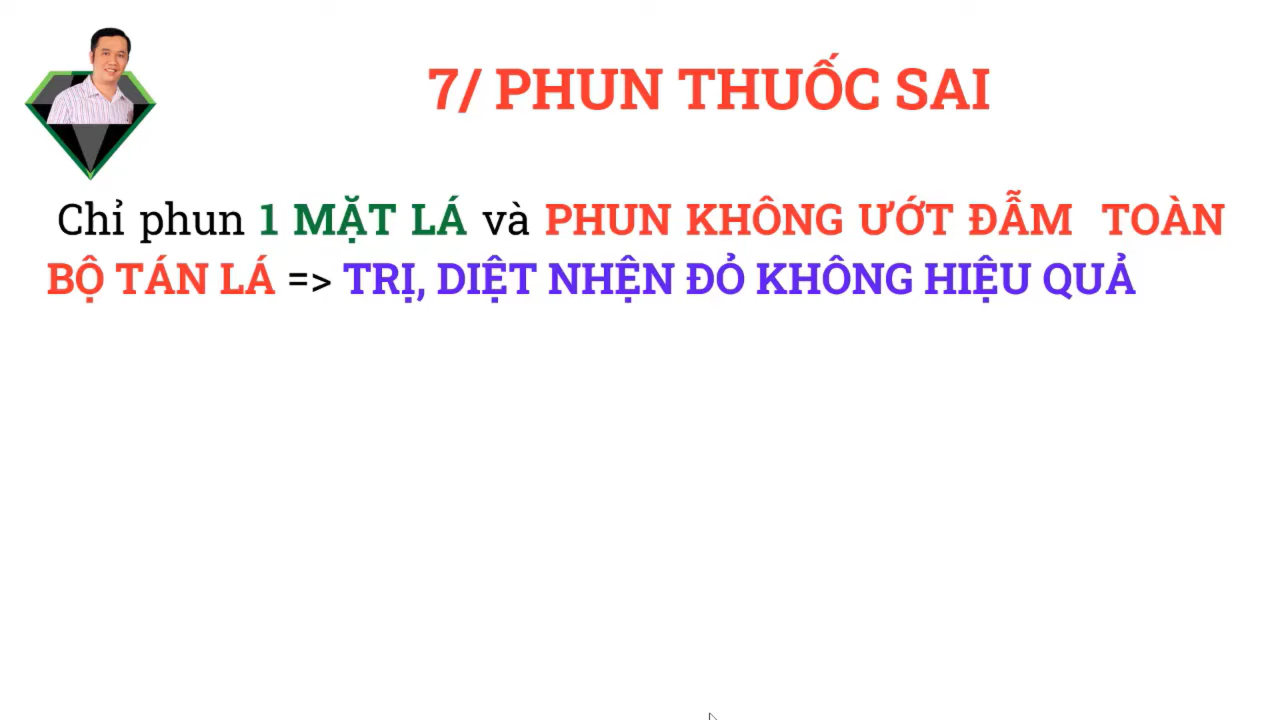 7/ PHUN THUỐC SAI
Chỉ phun 1 MẶT LÁ và PHUN KHÔNG ƯỚT ĐẪM TOÀN
BỘ TÁN LÁ => TRỊ, DIỆT NHỆN ĐỎ KHÔNG HIỆU QUẢ